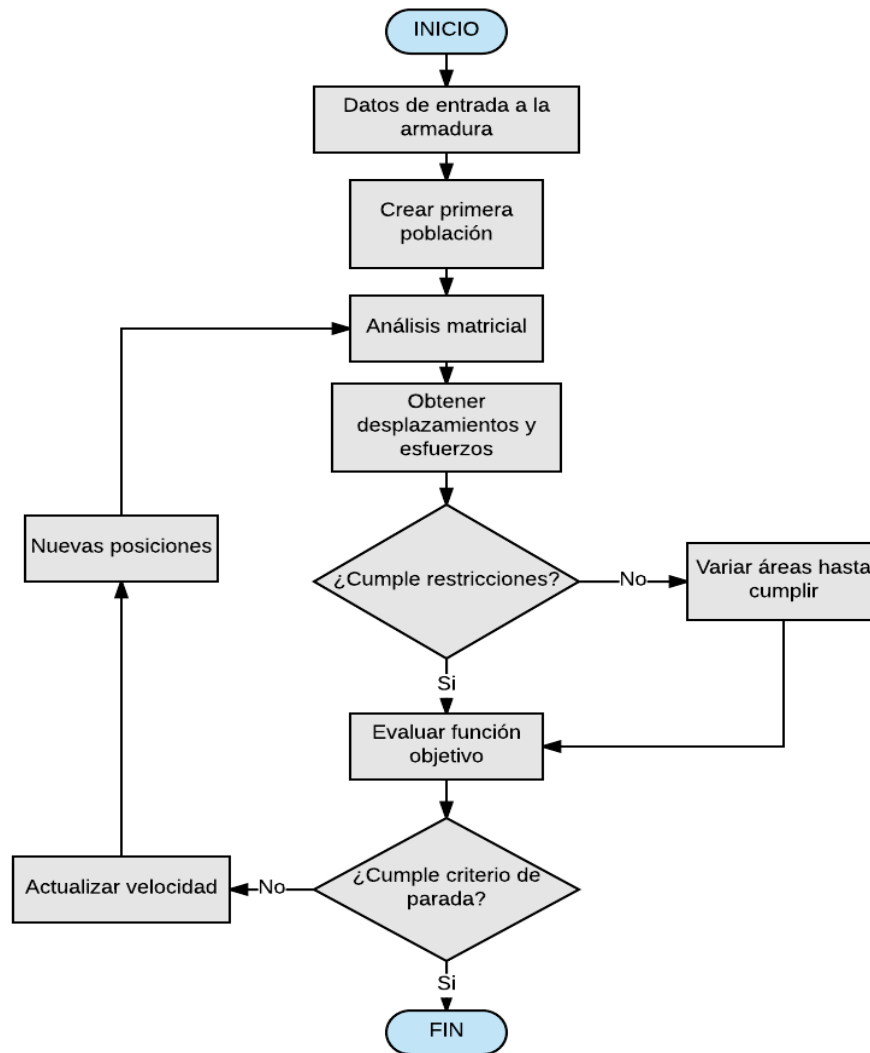 INICIO
Datos de entrada a la
armadura
Crear primera
población
Análisis matricial
Obtener
desplazamientos y
esfuerzos
¿Cumple restricciones?
No
Variar áreas hasta
cumplir
Si
Evaluar función
objetivo
¿Cumple criterio de
parada?
No
Actualizar velocidad
Nuevas posiciones
Si
FIN